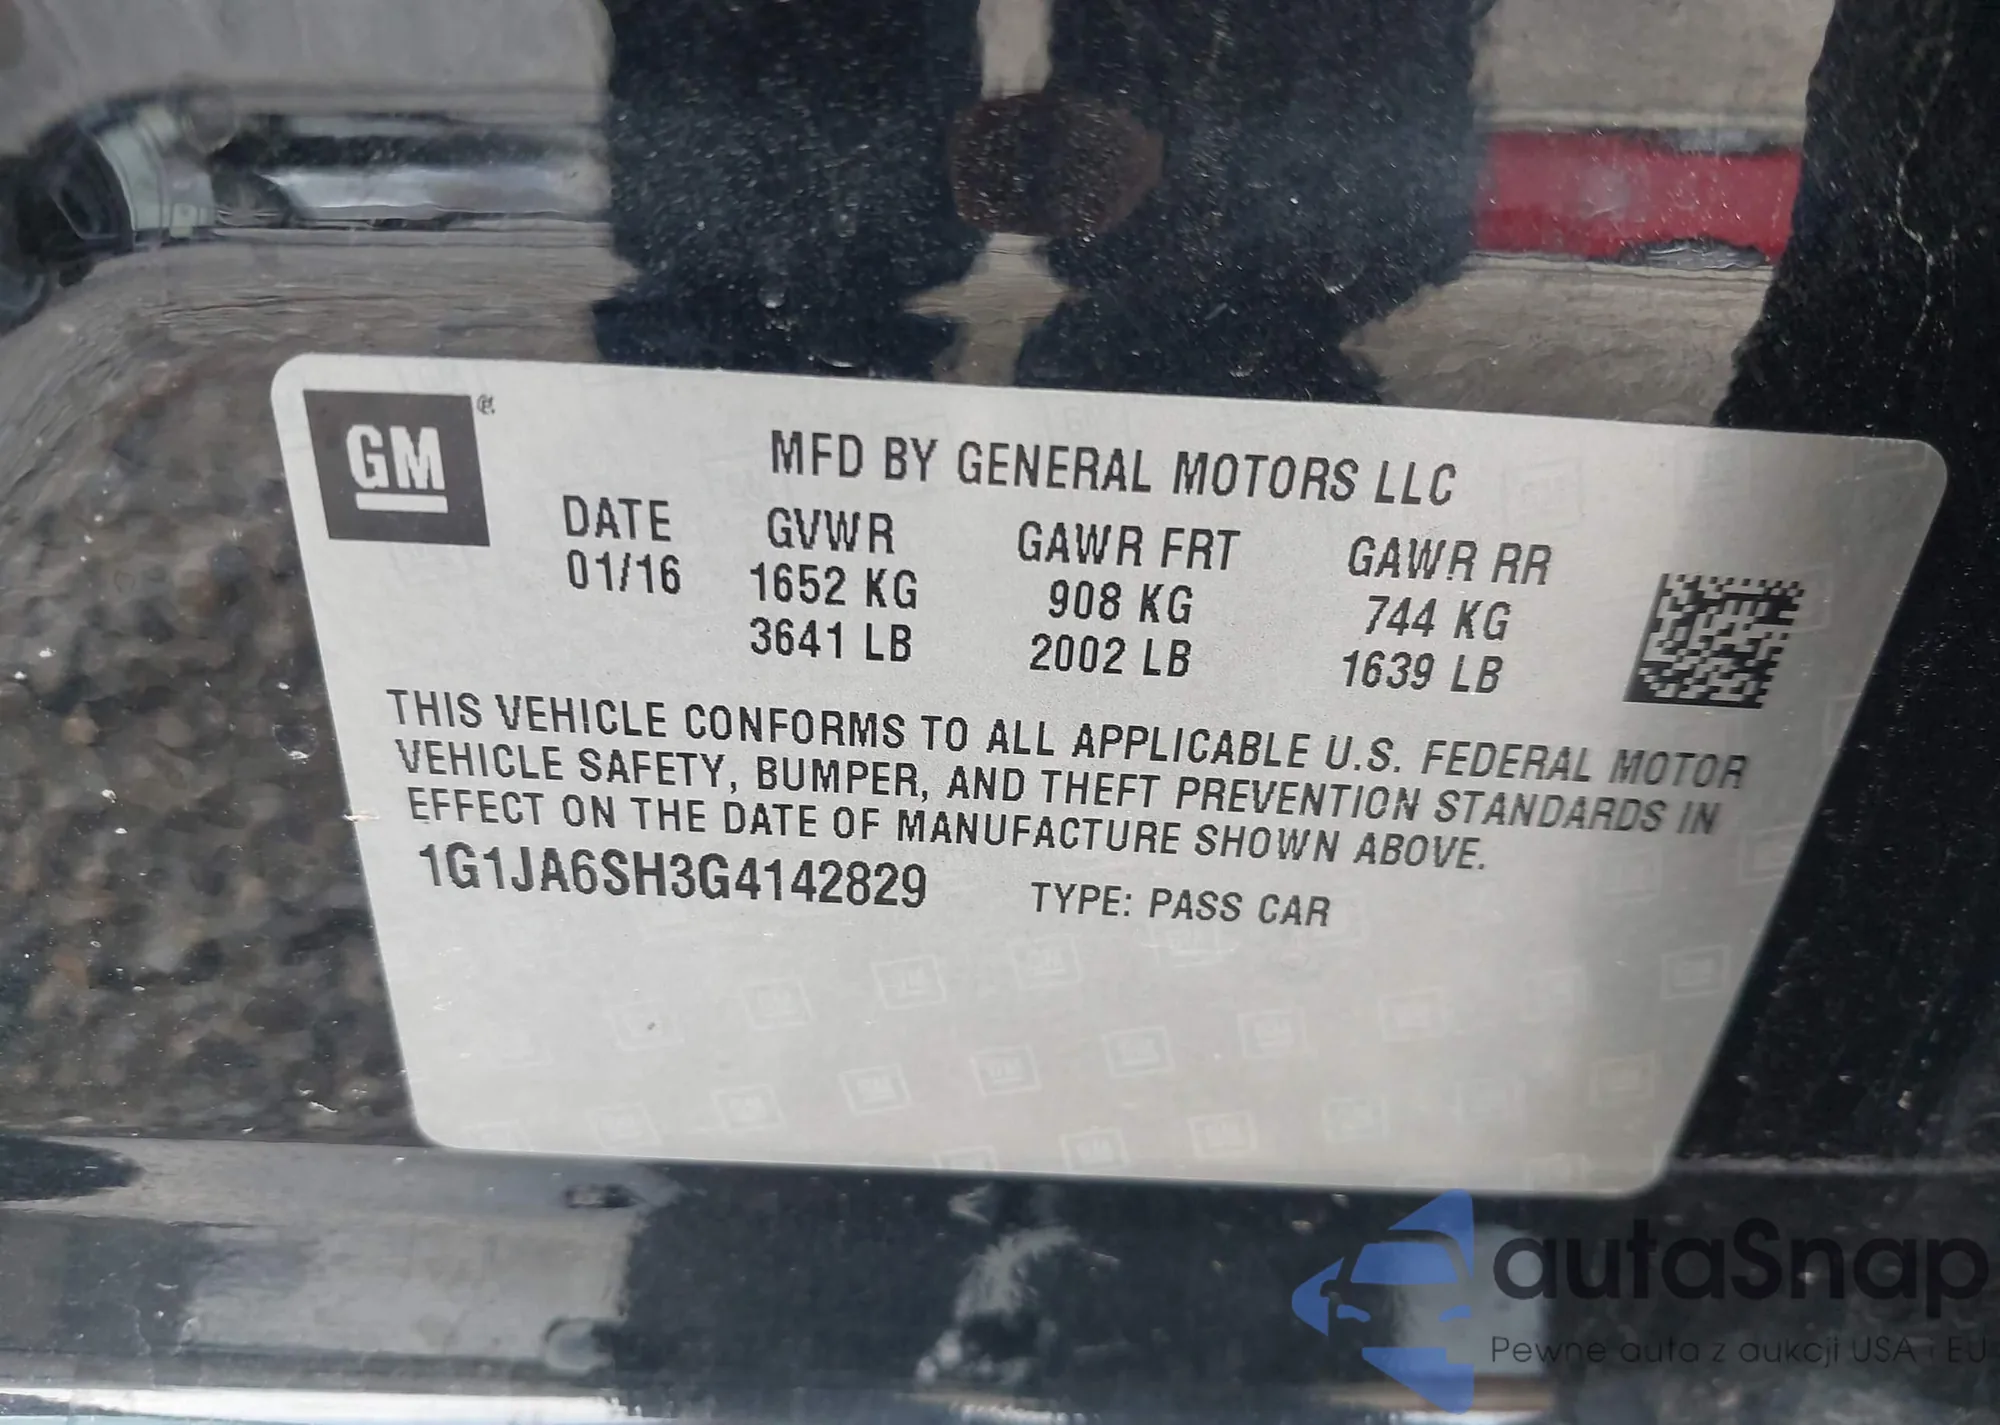 GM
MFD BY GENERAL MOTORS LLC
DATE GVWR GAWR FRT GAWR RR
01/16 1652 KG 908 KG 744 KG
3641 LB 2002 LB 1639 LB
THIS VEHICLE CONFORMS TO ALL APPLICABLE U.S. FEDERAL MOTOR
VEHICLE SAFETY, BUMPER, AND THEFT PREVENTION STANDARDS IN
EFFECT ON THE DATE OF MANUFACTURE SHOWN ABOVE.
1G1JA6SH3G4142829 TYPE: PASS CAR
autaSnap
Pewne auta z aukcji USA i EU